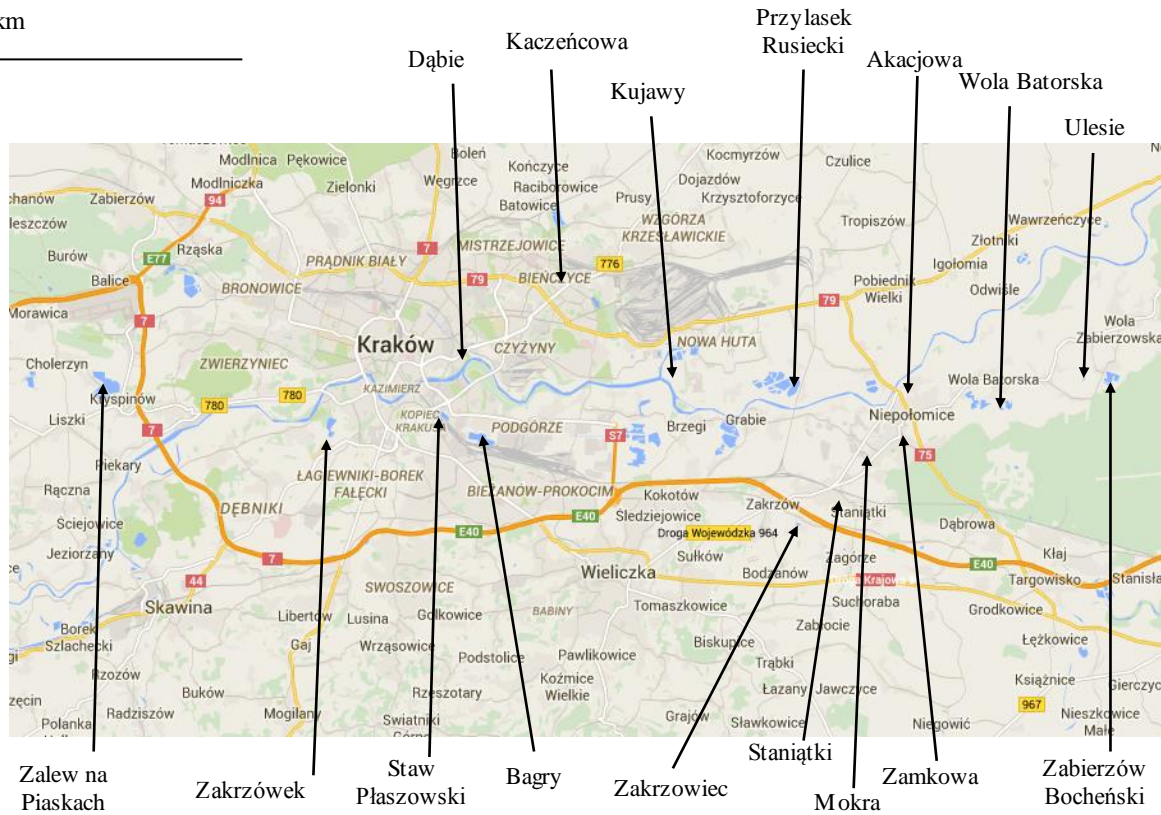 km
Przylasek
Rusiecki
Kaczeńcowa
Dąbie
Akacjowa
Wola Batorska
Kujawy
Ulesie
Modlnica
Pękowice
Boleń
Kończyce
Kocmyrzów
Czulice
Modlniczka
Zielonki
Węgrzce
Raciborowice
Dojazdów
chanów
Zabierzów
94
Batowice
Prusy
Krzysztoforzyce
leszczów
7
WZGÓRZA
KRZESŁAWICKIE
Tropiszów
Wawrzeńczyce
Burów
E77
Rząska
PRĄDNIK BIAŁY
MISTRZEJOWICE
Złotniki
Balice
79
BIEŃCZYCE
776
Igołomia
BRONOWICE
Pobiednik
Wielki
Odwiśle
Morawica
7
79
Wola
Zabierzowska
Kraków
CZYŻYNY
NOWA HUTA
Cholerzyn
ZWIERZYNIEC
Wola Batorska
Kryspinów
780
780
KAZIMIERZ
Niepołomice
Liszki
7
KOPIEC
KRAKUSA
PODGÓRZE
S7
Brzegi
Grabie
Piekary
75
Rączna
ŁAGIEWNIKI-BOREK
FAŁĘCKI
BIEŻANÓW-PROKOCIM
Kokotów
Zakrzów
Staniątki
Ściejowice
DĘBNIKI
E40
E40
Śledziejowice
Droga Wojewódzka 964
Dąbrowa
Jeziorzany
7
Sułków
Zagórze
Kłaj
44
SWOSZOWICE
Wieliczka
Bodzanów
E40
Targowisko
Stanisła
Skawina
Suchoraba
Libertów
Lusina
Golkowice
BABINY
Tomaszkowice
Grodkowice
Borek
Szlachecki
Gaj
Wrząsowice
Biskupice
Zabłocie
Łężkowice
Podstolice
Pawlikowice
Trąbki
Rzozów
Koźmice
Wielkie
Łazany
Jawczyce
Książnice
Gierczyc
zęcin
Buków
Rzeszotary
967
Radziszów
Mogilany
Swiatniki
Grajów
Sławkowice
Niegowić
Nieszkowice
Małe
Polanka
Zalew na
Piaskach
Zakrzówek
Staw
Płaszowski
Bagry
Zakrzowiec
Staniątki
Mokra
Zamkowa
Zabierzów
Bocheński